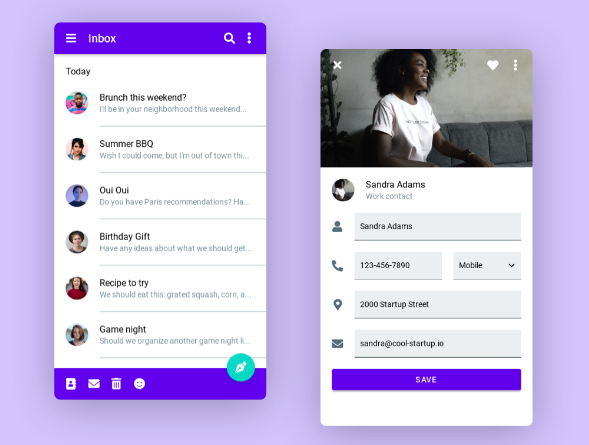 Inbox
Today
Brunch this weekend?
I'll be in your neighborhood this weekend...
Summer BBQ
Wish I could come, but I'm out of town thi...
Oui Oui
Do you have Paris recommendations? Ha...
Birthday Gift
Have any ideas about what we should get...
Recipe to try
We should eat this: grated squash, corn, a...
Game night
Should we organize another game night li...
Sandra Adams
Work contact
Sandra Adams
123-456-7890
Mobile
2000 Startup Street
sandra@cool-startup.io
SAVE